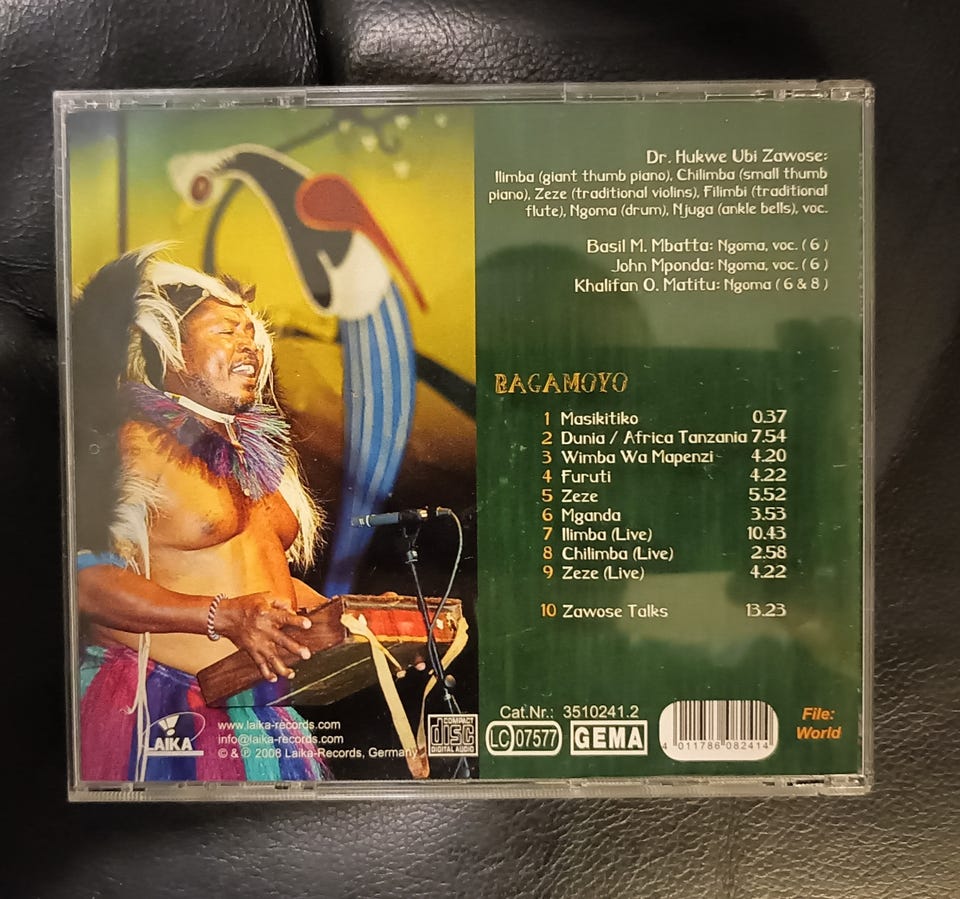 Dr. Hukwe Ubi Zawose:
Ilimba (giant thumb piano), Chilimba (small thumb
piano), Zeze (traditional violins), Filimbi (traditional
flute), Ngoma (drum), Njuga (ankle bells), voc.
Basil M. Mbatta: Ngoma, voc. ( 6 )
John Mponda: Ngoma, voc. ( 6 )
Khalifan O. Matitu: Ngoma ( 6 & 8 )
BAGAMOYO
1 Masikitiko 0.37
2 Dunia / Africa Tanzania 7.54
3 Wimba Wa Mapenzi 4.20
4 Furuti 4.22
5 Zeze 5.52
6 Mganda 3.53
7 Ilimba (Live) 10.43
8 Chilimba (Live) 2.58
9 Zeze (Live) 4.22
10 Zawose Talks 13.23
LAIKA
www.laika-records.com
info@laika-records.com
© & ℗ 2008 Laika-Records, Germany
COMPACT
disc
DIGITAL AUDIO
Cat.Nr.: 3510241.2
LC 07577
GEMA
4 011786 082414
File:
World